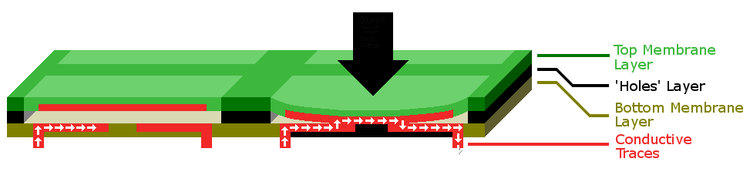 Top Membrane
Layer
'Holes' Layer
Bottom Membrane
Layer
Conductive
Traces